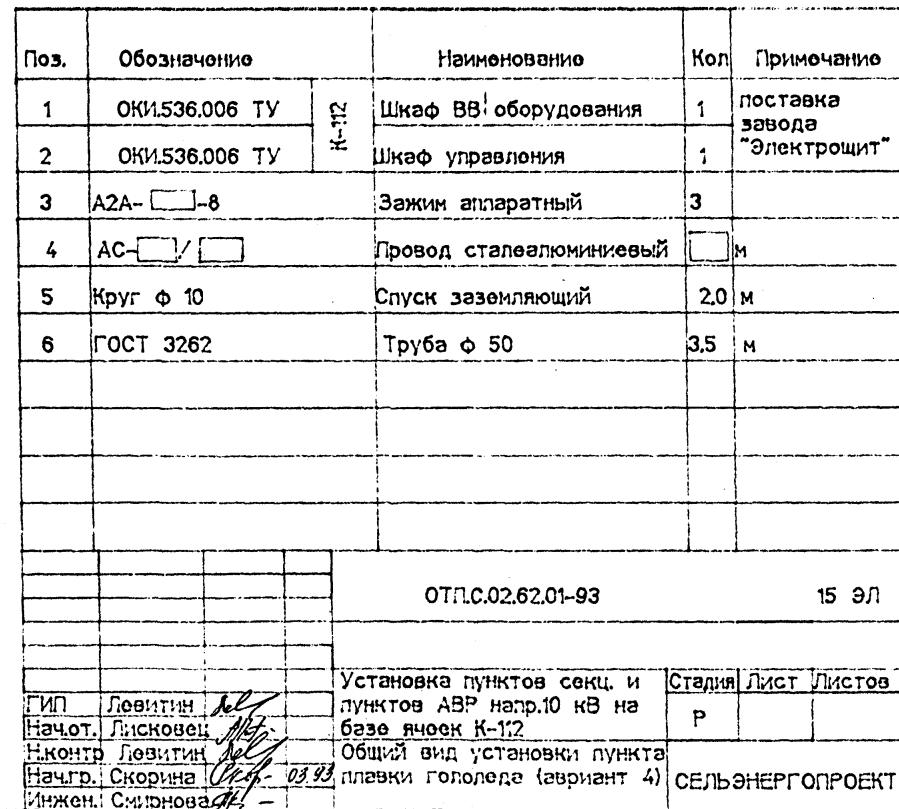 Поз. Обозначение Наименование Кол Примечание
1 ОКИ.536.006 ТУ К-112 Шкаф ВВ оборудования 1 поставка завода "Электрощит"
2 ОКИ.536.006 ТУ Шкаф управления 1
3 А2А- -8 Зажим аппаратный 3
4 АС- / Провод сталеалюминиевый м
5 Круг ф 10 Спуск заземляющий 2,0 м
6 ГОСТ 3262 Труба ф 50 3,5 м
ОТП.С.02.62.01-93 15 ЭЛ
Установка пунктов секц. и
пунктов АВР напр.10 кВ на
базе ячеек К-112
Стадия Лист Листов
Р
ГИП Левитин
Нач.от. Лисковец
Н.контр Левитин
Нач.гр. Скорина 03.93
Инжен. Смирнова
Общий вид установки пункта
плавки гололеда (авриант 4)
СЕЛЬЭНЕРГОПРОЕКТ